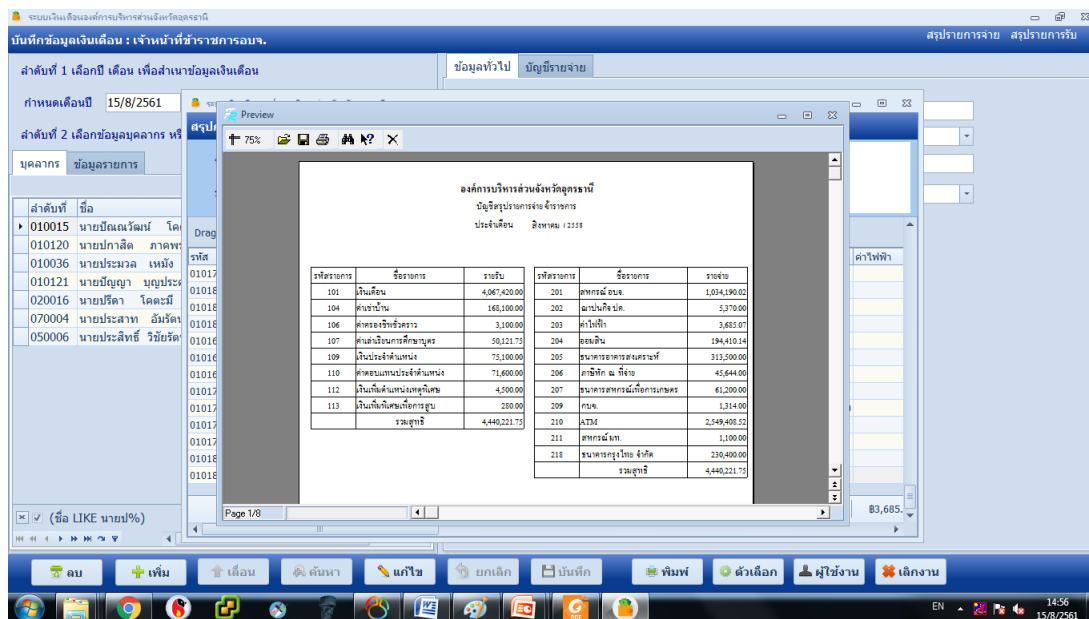 ระบบเงินเดือนองค์การบริหารส่วนจังหวัดอุดรธานี
บันทึกข้อมูลเงินเดือน : เจ้าหน้าที่ข้าราชการอบจ.
สรุปรายการจ่าย สรุปรายการรับ
ลำดับที่ 1 เลือกปี เดือน เพื่อสำเนาข้อมูลเงินเดือน
ข้อมูลทั่วไป บัญชีรายจ่าย
กำหนดเดือนปี 15/8/2561
ลำดับที่ 2 เลือกข้อมูลบุคลากร
บุคลากร ข้อมูลรายการ
ลำดับที่ ชื่อ
010015 นายปัณณวัฒน์
010120 นายปกาสิต
010036 นายประมวล เหมัง
010121 นายปัญญา
020016 นายปรีดา โคตะมี
070004 นายประสาท
050006 นายประสิทธิ์
(ชื่อ LIKE นายป%)
Drag
รหัส
ค่าไฟฟ้า
01017
01018
01018
01018
01016
01016
01016
01017
01017
01017
01017
01018
01018
฿3,685.
Preview
75%
องค์การบริหารส่วนจังหวัดอุดรธานี
บัญชีสรุปรายการจ่าย ข้าราชการ
ประจำเดือน สิงหาคม 2558
รหัสรายการ ชื่อรายการ รายรับ รหัสรายการ ชื่อรายการ รายจ่าย
101 เงินเดือน 4,067,420.00 201 สหกรณ์ อบจ. 1,034,190.02
104 ค่าเช่าบ้าน 168,100.00 202 ฌาปนกิจ ปค. 5,370.00
106 ค่าครองชีพชั่วคราว 3,100.00 203 ค่าไฟฟ้า 3,685.07
107 ค่าเล่าเรียนการศึกษาบุตร 50,121.75 204 ออมสิน 194,410.14
109 เงินประจำตำแหน่ง 75,100.00 205 ธนาคารอาคารสงเคราะห์ 313,500.00
110 ค่าตอบแทนประจำตำแหน่ง 71,600.00 206 ภาษีหัก ณ ที่จ่าย 45,644.00
112 เงินเพิ่มตำแหน่งเหตุพิเศษ 4,500.00 207 ธนาคารสหกรณ์เพื่อการเกษตร 61,200.00
113 เงินเพิ่มพิเศษเพื่อการสู้บ 280.00 209 กบข. 1,314.00
รวมสุทธิ 4,440,221.75 210 ATM 2,549,408.52
211 สหกรณ์ มท. 1,100.00
218 ธนาคารกรุงไทย จำกัด 230,400.00
รวมสุทธิ 4,440,221.75
Page 1/8
ลบ เพิ่ม เลื่อน ค้นหา แก้ไข ยกเลิก บันทึก พิมพ์ ตัวเลือก ผู้ใช้งาน เลิกงาน
EN 14:56
15/8/2561